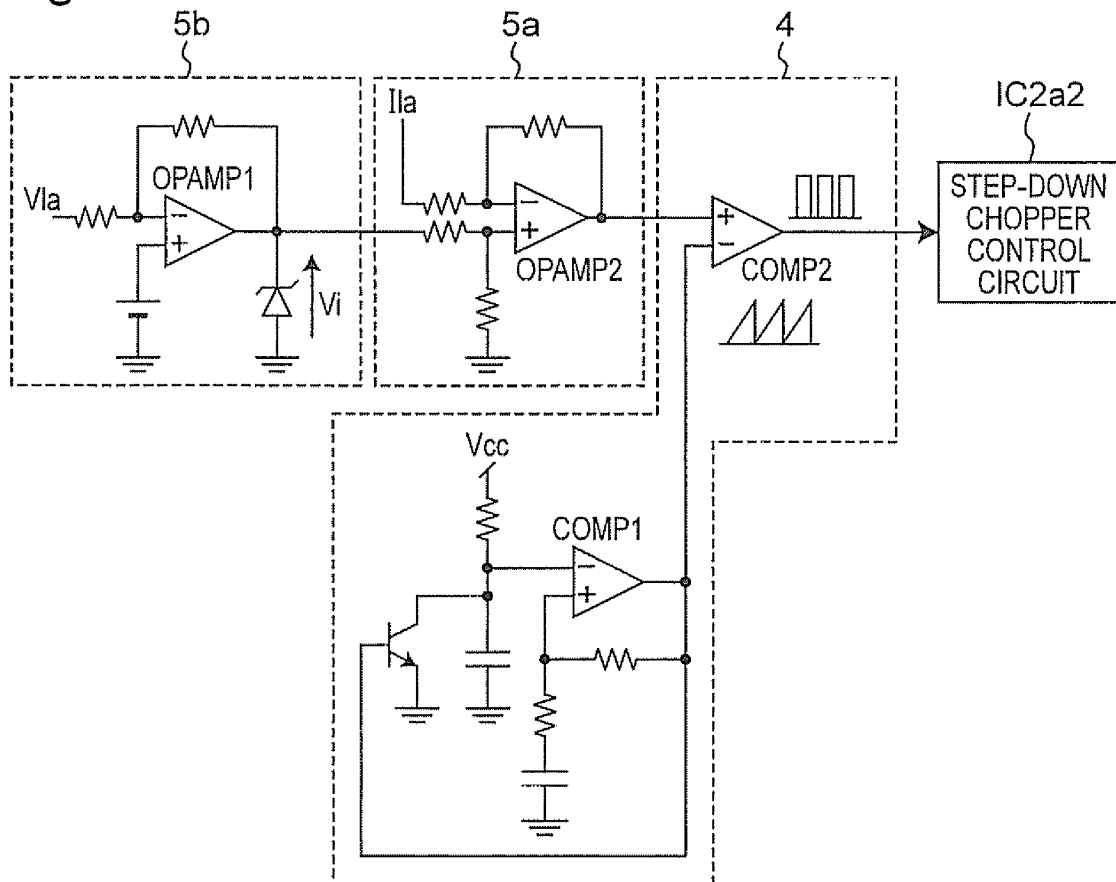 5b
5a
4
IC2a2
Ila
OPAMP1
Vla
OPAMP2
Vi
COMP2
STEP-DOWN
CHOPPER
CONTROL
CIRCUIT
Vcc
COMP1